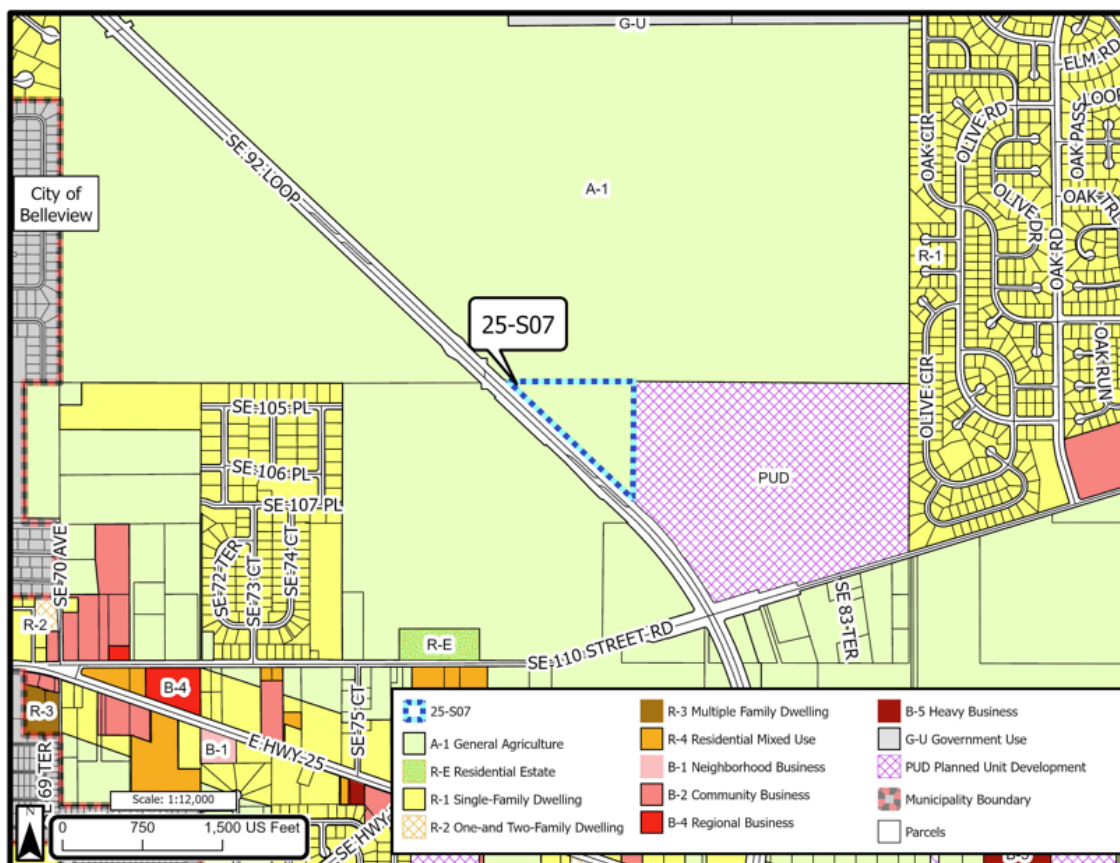 G-U
ELM RD
SE 92 LOOP
OAK CIR
OLIVE RD
OAK PASS
LOOP
City of
Belleview
A-1
OLIVE DR
OAK TRL
R-1
OAK RD
25-S07
OLIVE CIR
OAK RUN
SE 105 PL
SE 106 PL
SE 107 PL
PUD
SE 70 AVE
SE 72 TER
SE 73 CT
SE 74 CT
R-2
R-E
SE 110 STREET RD
SE 83 TER
R-3
B-4
B-1
E HWY 25
SE 75 CT
69 TER
SE HWY
B-5
25-S07
A-1 General Agriculture
R-E Residential Estate
R-1 Single-Family Dwelling
R-2 One-and Two-Family Dwelling
R-3 Multiple Family Dwelling
R-4 Residential Mixed Use
B-1 Neighborhood Business
B-2 Community Business
B-4 Regional Business
B-5 Heavy Business
G-U Government Use
PUD Planned Unit Development
Municipality Boundary
Parcels
Scale: 1:12,000
N
0 750 1,500 US Feet